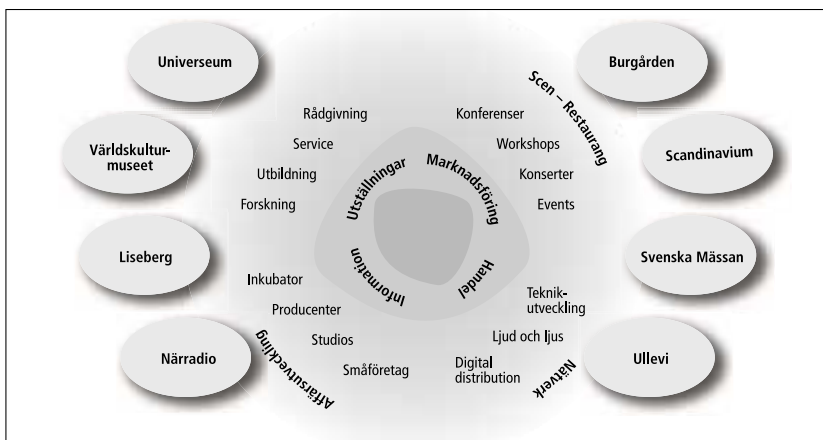 Universeum
Världskultur-
museet
Liseberg
Närradio
Rådgivning
Service
Utbildning
Forskning
Konferenser
Workshops
Konserter
Events
Scen – Restaurang
Utställningar
Marknadsföring
Information
Handel
Inkubator
Producenter
Studios
Småföretag
Affärsutveckling
Teknik-
utveckling
Ljud och ljus
Digital
distribution
Nätverk
Burgården
Scandinavium
Svenska Mässan
Ullevi